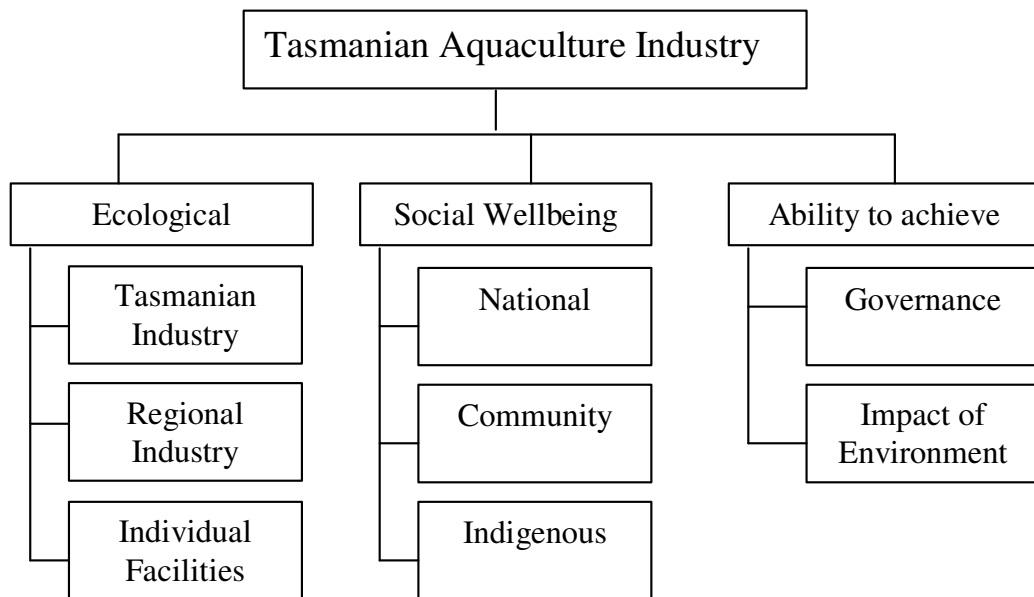 Tasmanian Aquaculture Industry
Ecological
Social Wellbeing
Ability to achieve
Tasmanian
Industry
Regional
Industry
Individual
Facilities
National
Community
Indigenous
Governance
Impact of
Environment